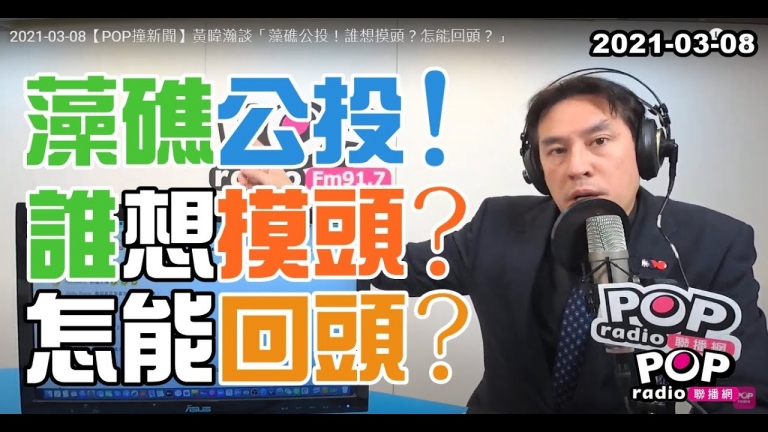 2021-03-08【POP撞新聞】黃暐瀚談「藻礁公投！誰想摸頭？怎能回頭？」
2021-03-08
藻礁公投!
radio Fm91.7
誰想摸頭?
怎能回頭?
POP
radio 聯播網
POP
radio 聯播網 POP
ASUS